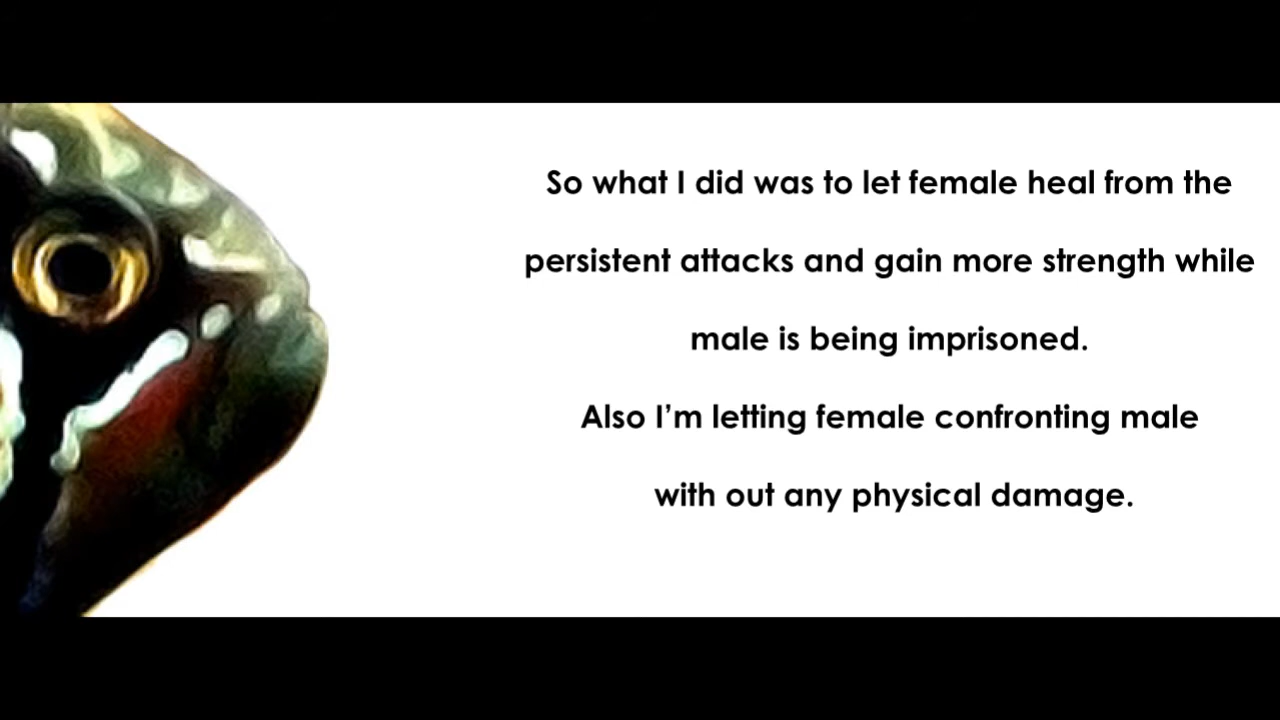 So what I did was to let female heal from the
persistent attacks and gain more strength while
male is being imprisoned.
Also I’m letting female confronting male
with out any physical damage.